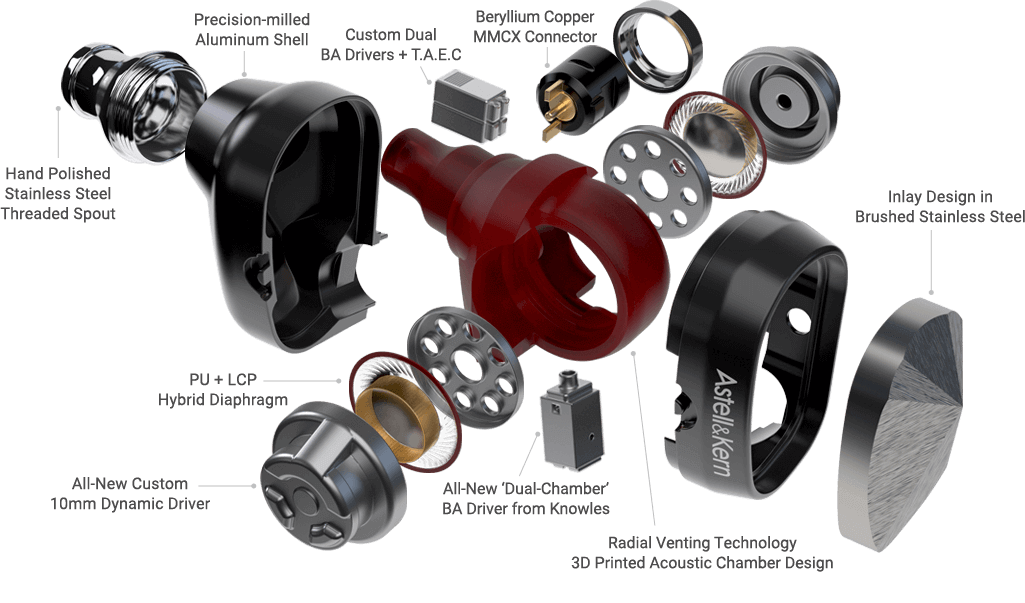 Precision-milled
Aluminum Shell
Custom Dual
BA Drivers + T.A.E.C
Beryllium Copper
MMCX Connector
Hand Polished
Stainless Steel
Threaded Spout
Inlay Design in
Brushed Stainless Steel
PU + LCP
Hybrid Diaphragm
Astell&Kern
All-New Custom
10mm Dynamic Driver
All-New ‘Dual-Chamber’
BA Driver from Knowles
Radial Venting Technology
3D Printed Acoustic Chamber Design